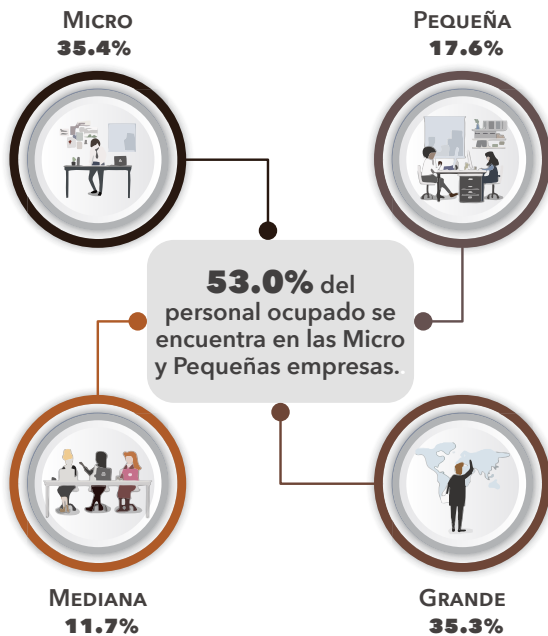 MICRO
35.4%
PEQUEÑA
17.6%
53.0% del
personal ocupado se
encuentra en las Micro
y Pequeñas empresas.
MEDIANA
11.7%
GRANDE
35.3%